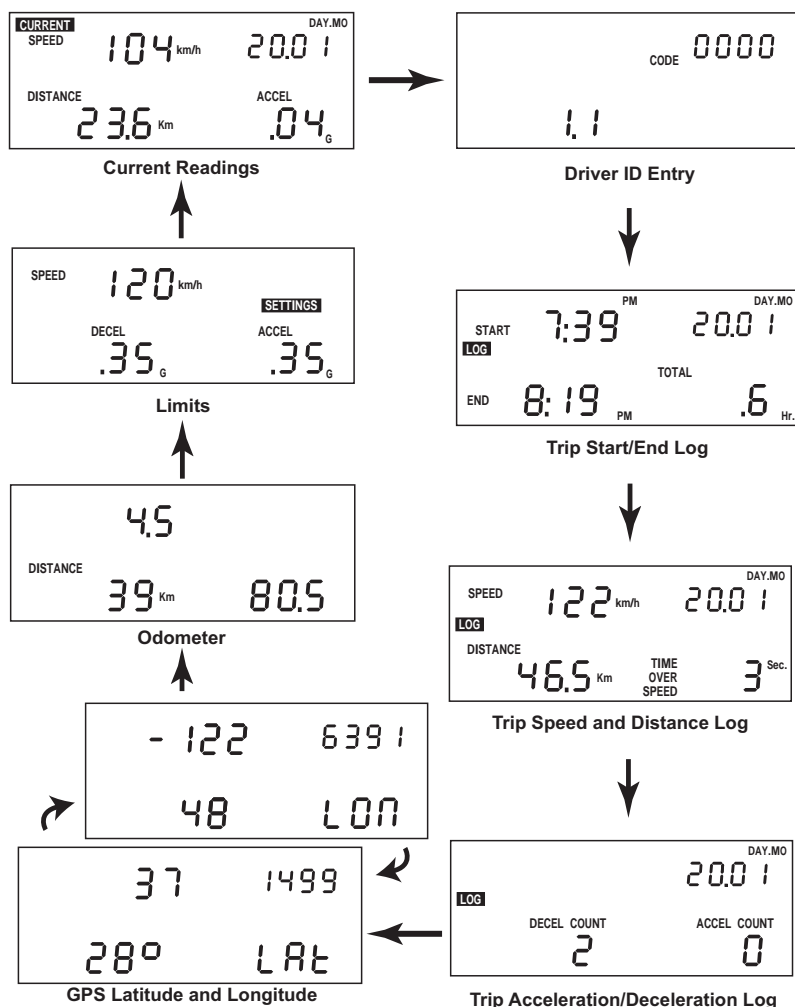 CURRENT
SPEED 104 km/h DAY.MO 20.01
DISTANCE 23.6 Km ACCEL .04 G
Current Readings
CODE 0000
1.1
Driver ID Entry
SPEED 120 km/h
SETTINGS
DECEL .35 G ACCEL .35 G
Limits
START 7:39 PM DAY.MO 20.01
LOG
TOTAL
END 8:19 PM .6 Hr.
Trip Start/End Log
4.5
DISTANCE 39 Km 80.5
Odometer
SPEED 122 km/h DAY.MO 20.01
LOG
DISTANCE 46.5 Km TIME OVER SPEED 3 Sec.
Trip Speed and Distance Log
-122 6391
48 LON
37 1499
28° LAt
GPS Latitude and Longitude
DAY.MO
20.01
LOG
DECEL COUNT ACCEL COUNT
2 0
Trip Acceleration/Deceleration Log